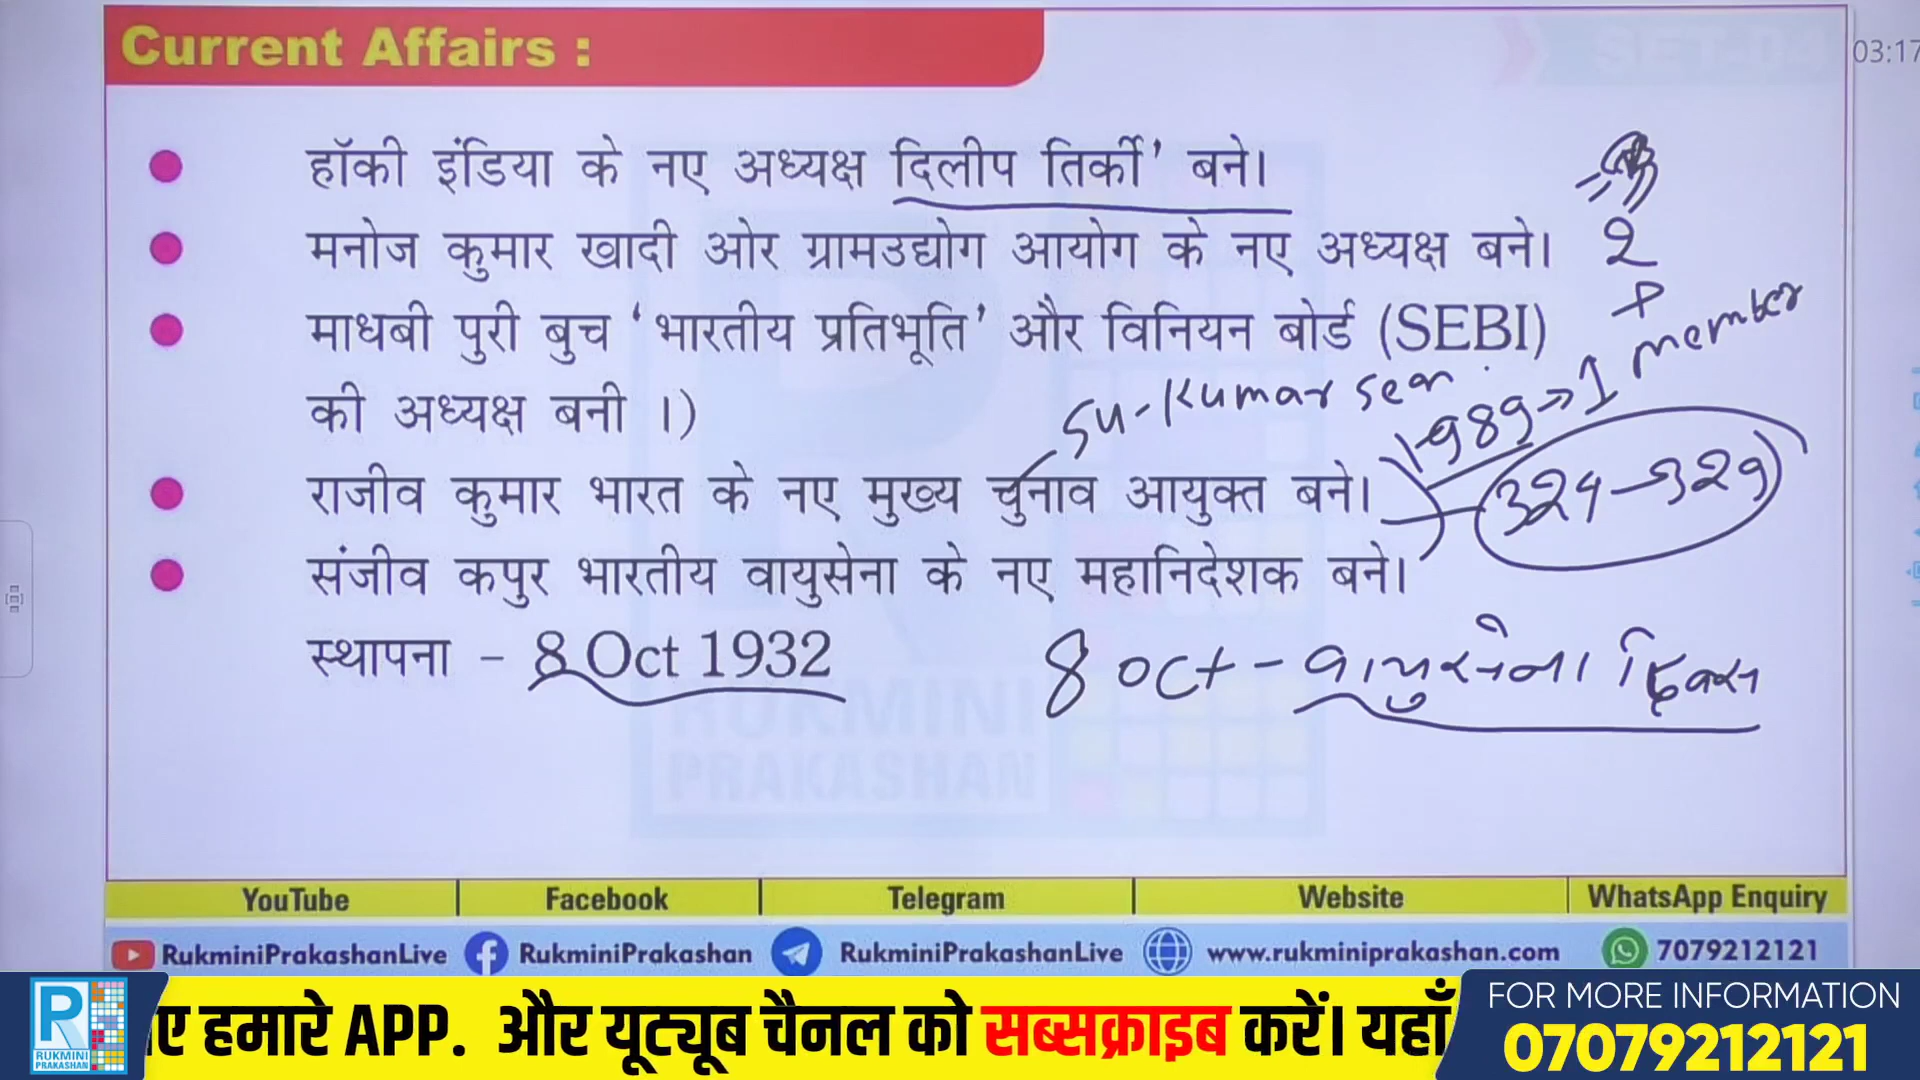 Current Affairs :
SET-04
03:17
हॉकी इंडिया के नए अध्यक्ष दिलीप तिर्की' बने।
मनोज कुमार खादी ओर ग्रामउद्योग आयोग के नए अध्यक्ष बने।
2
+
माधबी पुरी बुच 'भारतीय प्रतिभूति' और विनियन बोर्ड (SEBI)
1989 → 1 member
की अध्यक्ष बनी ।)
Su-Kumar Sen
राजीव कुमार भारत के नए मुख्य चुनाव आयुक्त बने।
324-329
संजीव कपुर भारतीय वायुसेना के नए महानिदेशक बने।
स्थापना - 8 Oct 1932
8 oct - वायुसेना दिवस
RUKMINI
PRAKASHAN
YouTube Facebook Telegram Website WhatsApp Enquiry
RukminiPrakashanLive RukminiPrakashan RukminiPrakashanLive www.rukminiprakashan.com 7079212121
R RUKMINI PRAKASHAN
ए हमारे APP. और यूट्यूब चैनल को सब्सक्राइब करें। यहाँ
FOR MORE INFORMATION
07079212121